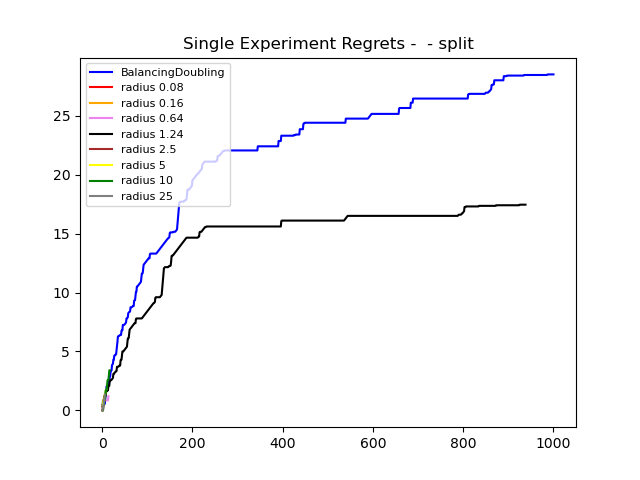 Single Experiment Regrets -  - split
BalancingDoubling
radius 0.08
radius 0.16
radius 0.64
radius 1.24
radius 2.5
radius 5
radius 10
radius 25
25
20
15
10
5
0
0 200 400 600 800 1000